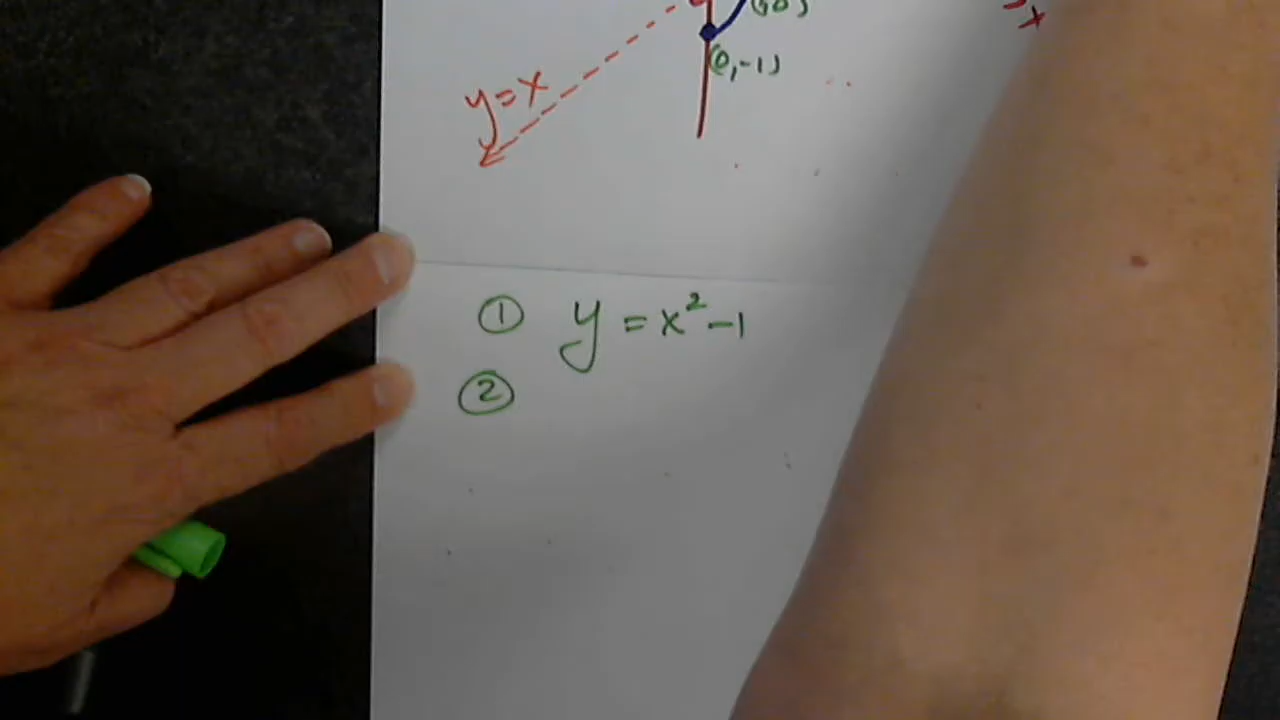 (0,-1)
y=x
x
① y = x² - 1
②